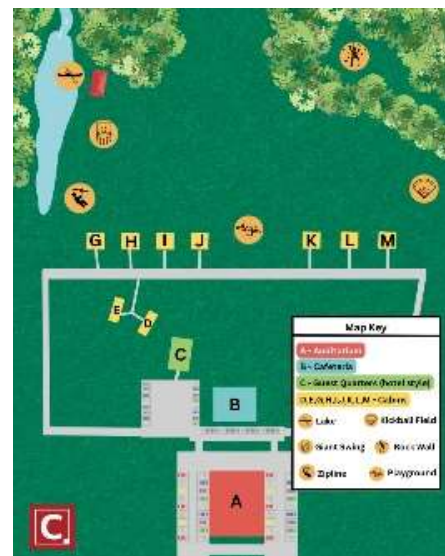 G H I J K L M
E D
C
B
A
Map Key
A - Auditorium
B - Cafeteria
C - Guest Quarters (hotel style)
D, E, G, H, I, J, K, L, M - Cabins
Lake Kickball Field
Giant Swing Rock Wall
Zipline Playground
C.